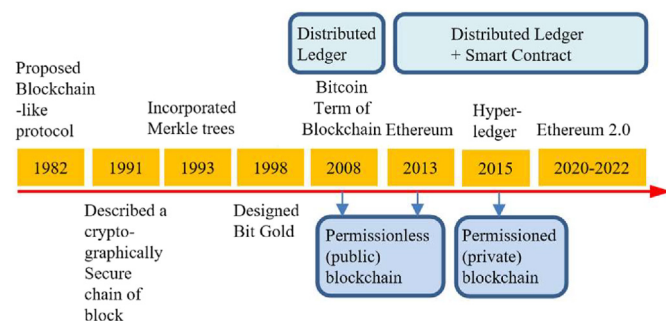 Distributed
Ledger
Distributed Ledger
+ Smart Contract
Proposed
Blockchain
-like
protocol
Incorporated
Merkle trees
Bitcoin
Term of
Blockchain
Ethereum
Hyper-
ledger
Ethereum 2.0
1982
1991
1993
1998
2008
2013
2015
2020-2022
Described a
crypto-
graphically
Secure
chain of
block
Designed
Bit Gold
Permissionless
(public)
blockchain
Permissioned
(private)
blockchain